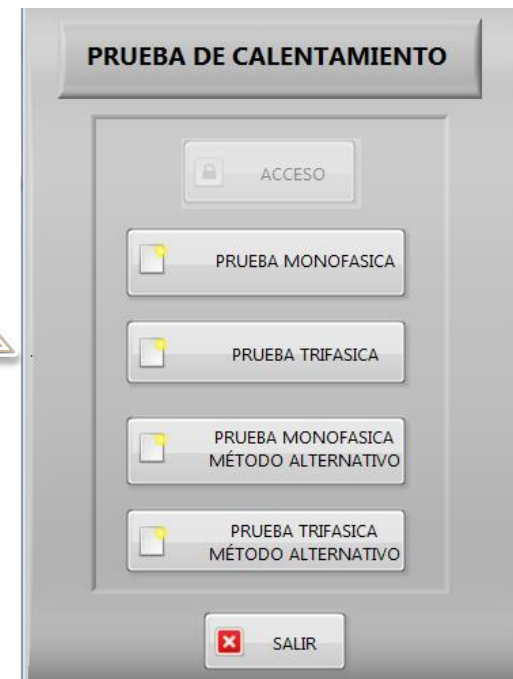 PRUEBA DE CALENTAMIENTO
ACCESO
PRUEBA MONOFASICA
PRUEBA TRIFASICA
PRUEBA MONOFASICA
MÉTODO ALTERNATIVO
PRUEBA TRIFASICA
MÉTODO ALTERNATIVO
SALIR